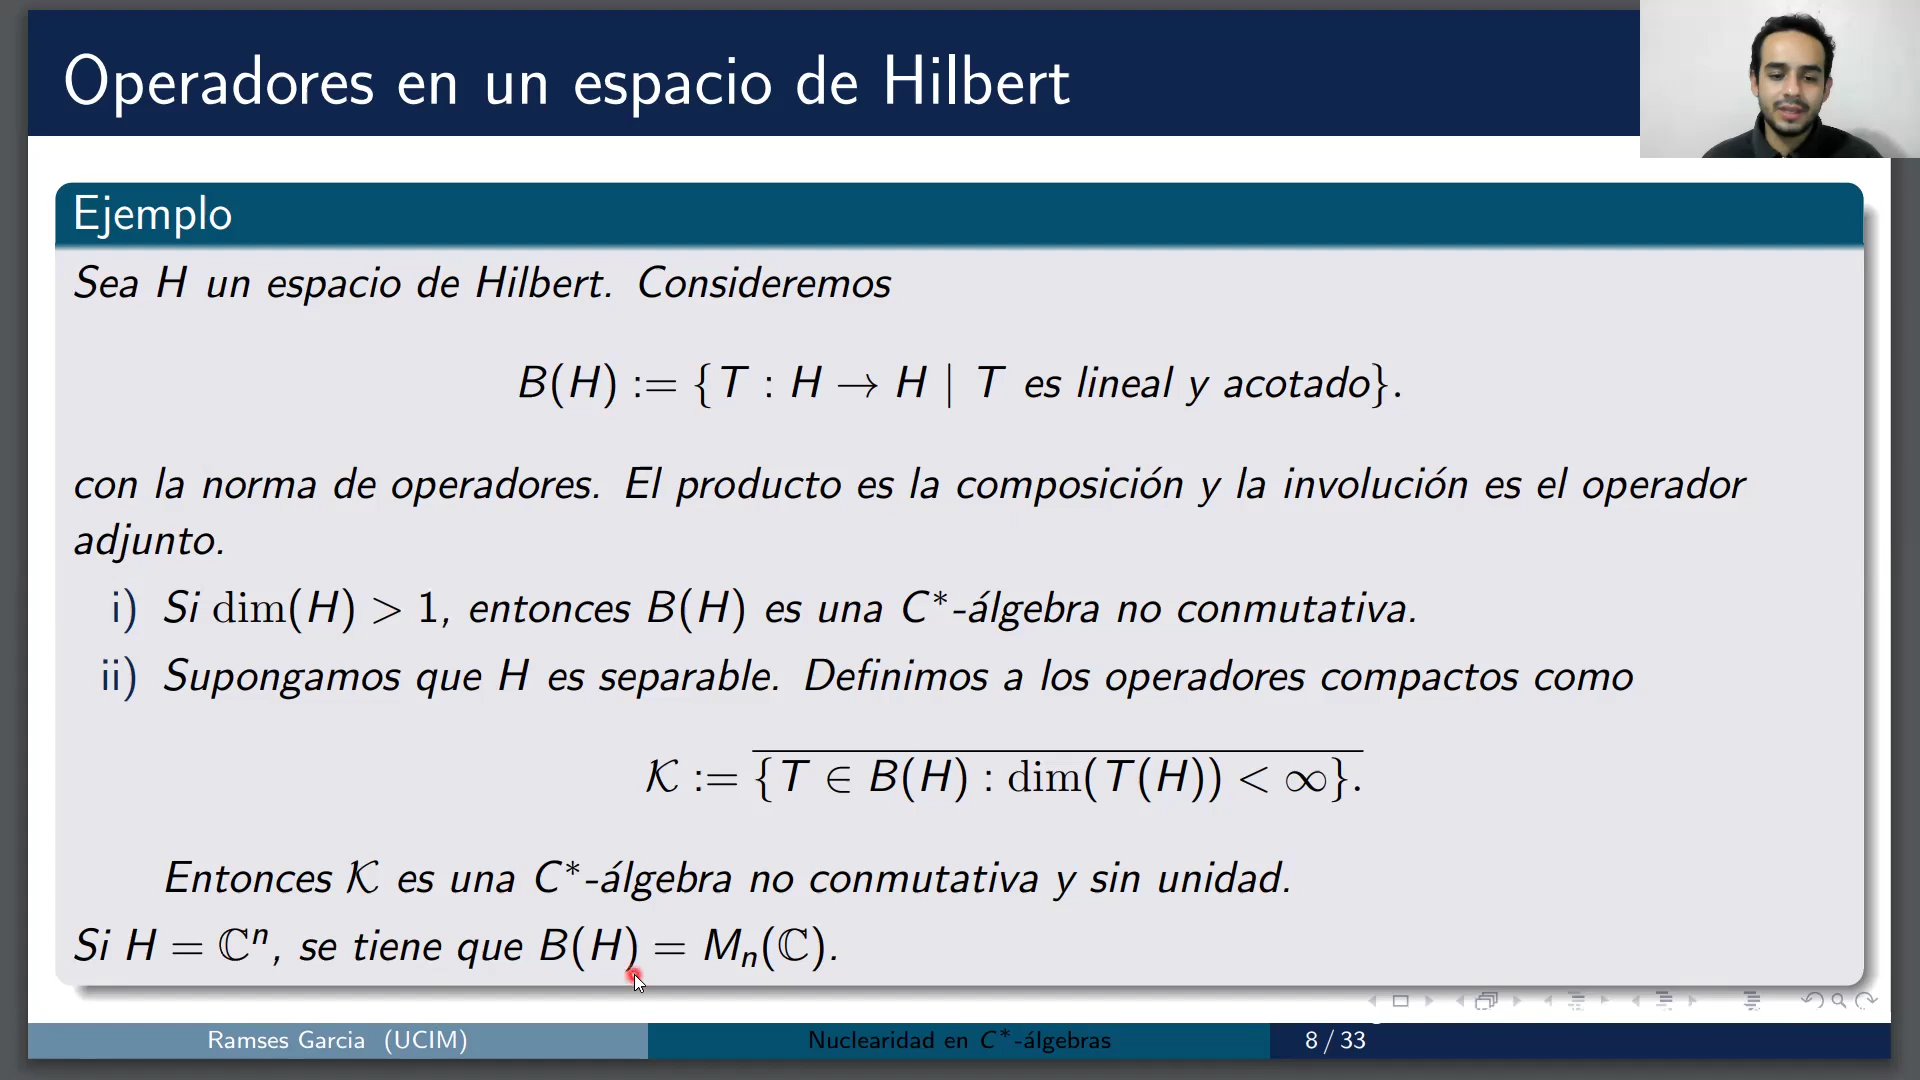 Operadores en un espacio de Hilbert
Ejemplo
Sea H un espacio de Hilbert. Consideremos
B(H) := {T : H → H | T es lineal y acotado}.
con la norma de operadores. El producto es la composición y la involución es el operador
adjunto.
i) Si dim(H) > 1, entonces B(H) es una C*-álgebra no conmutativa.
ii) Supongamos que H es separable. Definimos a los operadores compactos como
𝒦 := \overline{{T ∈ B(H) : dim(T(H)) < ∞}}.
Entonces 𝒦 es una C*-álgebra no conmutativa y sin unidad.
Si H = ℂⁿ, se tiene que B(H) = Mₙ(ℂ).
Ramses Garcia (UCIM)
Nuclearidad en C*-álgebras
8 / 33